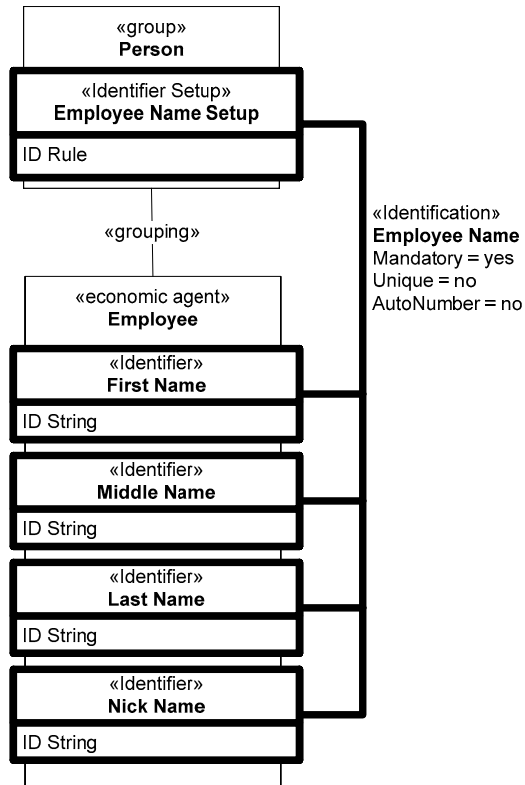 «group»
Person
«Identifier Setup»
Employee Name Setup
ID Rule
«grouping»
«Identification»
Employee Name
Mandatory = yes
Unique = no
AutoNumber = no
«economic agent»
Employee
«Identifier»
First Name
ID String
«Identifier»
Middle Name
ID String
«Identifier»
Last Name
ID String
«Identifier»
Nick Name
ID String